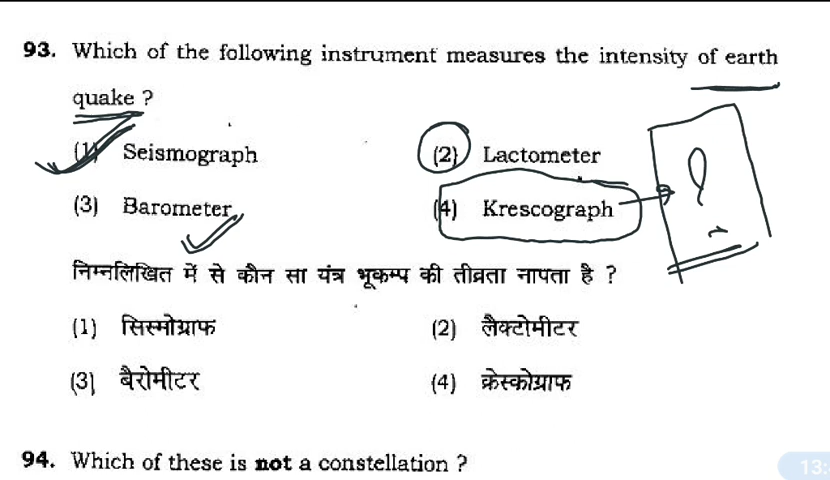 93. Which of the following instrument measures the intensity of earth
quake ?
(1) Seismograph (2) Lactometer
(3) Barometer (4) Krescograph
?
निम्नलिखित में से कौन सा यंत्र भूकम्प की तीव्रता नापता है ?
(1) सिस्मोग्राफ (2) लैक्टोमीटर
(3) बैरोमीटर (4) क्रेस्कोग्राफ
94. Which of these is not a constellation ?